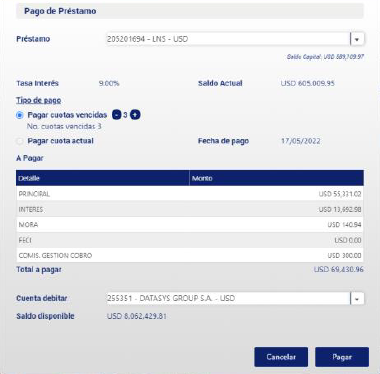 Pago de Préstamo
Préstamo 205201694 - LNS - USD
Saldo Capital, USD 589,109.97
Tasa Interés 9.00% Saldo Actual USD 605,009.95
Tipo de pago
Pagar cuotas vencidas - 3 +
No. cuotas vencidas 3
Pagar cuota actual Fecha de pago 17/05/2022
A Pagar
Detalle Monto
PRINCIPAL USD 55,331.02
INTERES USD 13,692.98
MORA USD 140.94
FECI USD 0.00
COMIS. GESTION COBRO USD 300.00
Total a pagar USD 69,430.96
Cuenta debitar 255351 - DATASYS GROUP S.A. - USD
Saldo disponible USD 8,062,429.81
Cancelar Pagar